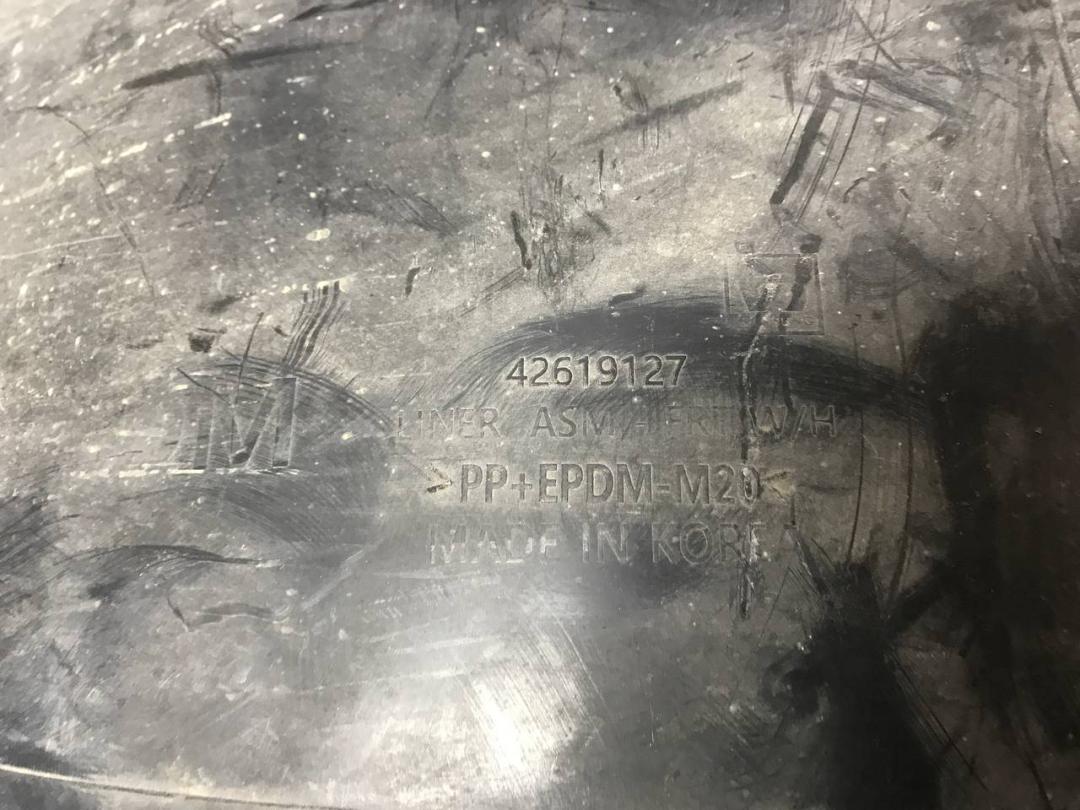 42619127
LINER ASM-FRT W/H
>PP+EPDM-M20<
MADE IN KORE